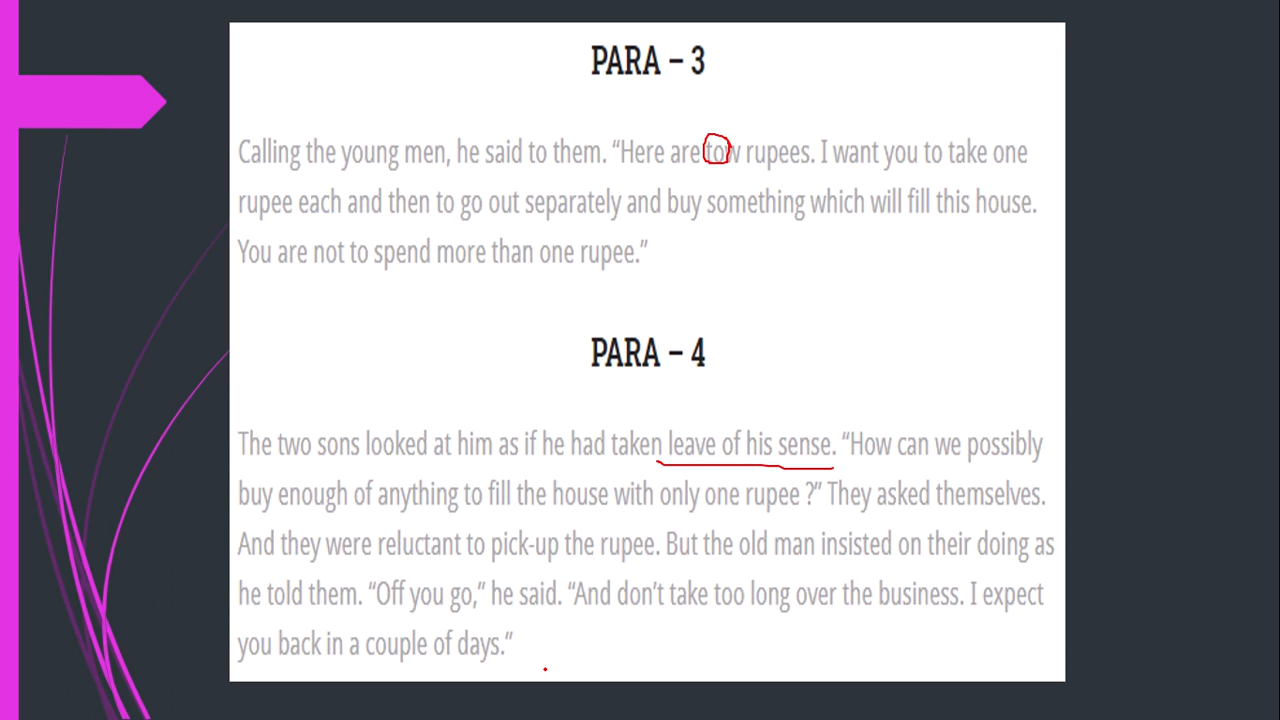 PARA – 3
Calling the young men, he said to them. “Here are tow rupees. I want you to take one
rupee each and then to go out separately and buy something which will fill this house.
You are not to spend more than one rupee.”
PARA – 4
The two sons looked at him as if he had taken leave of his sense. “How can we possibly
buy enough of anything to fill the house with only one rupee ?” They asked themselves.
And they were reluctant to pick-up the rupee. But the old man insisted on their doing as
he told them. “Off you go,” he said. “And don’t take too long over the business. I expect
you back in a couple of days.“